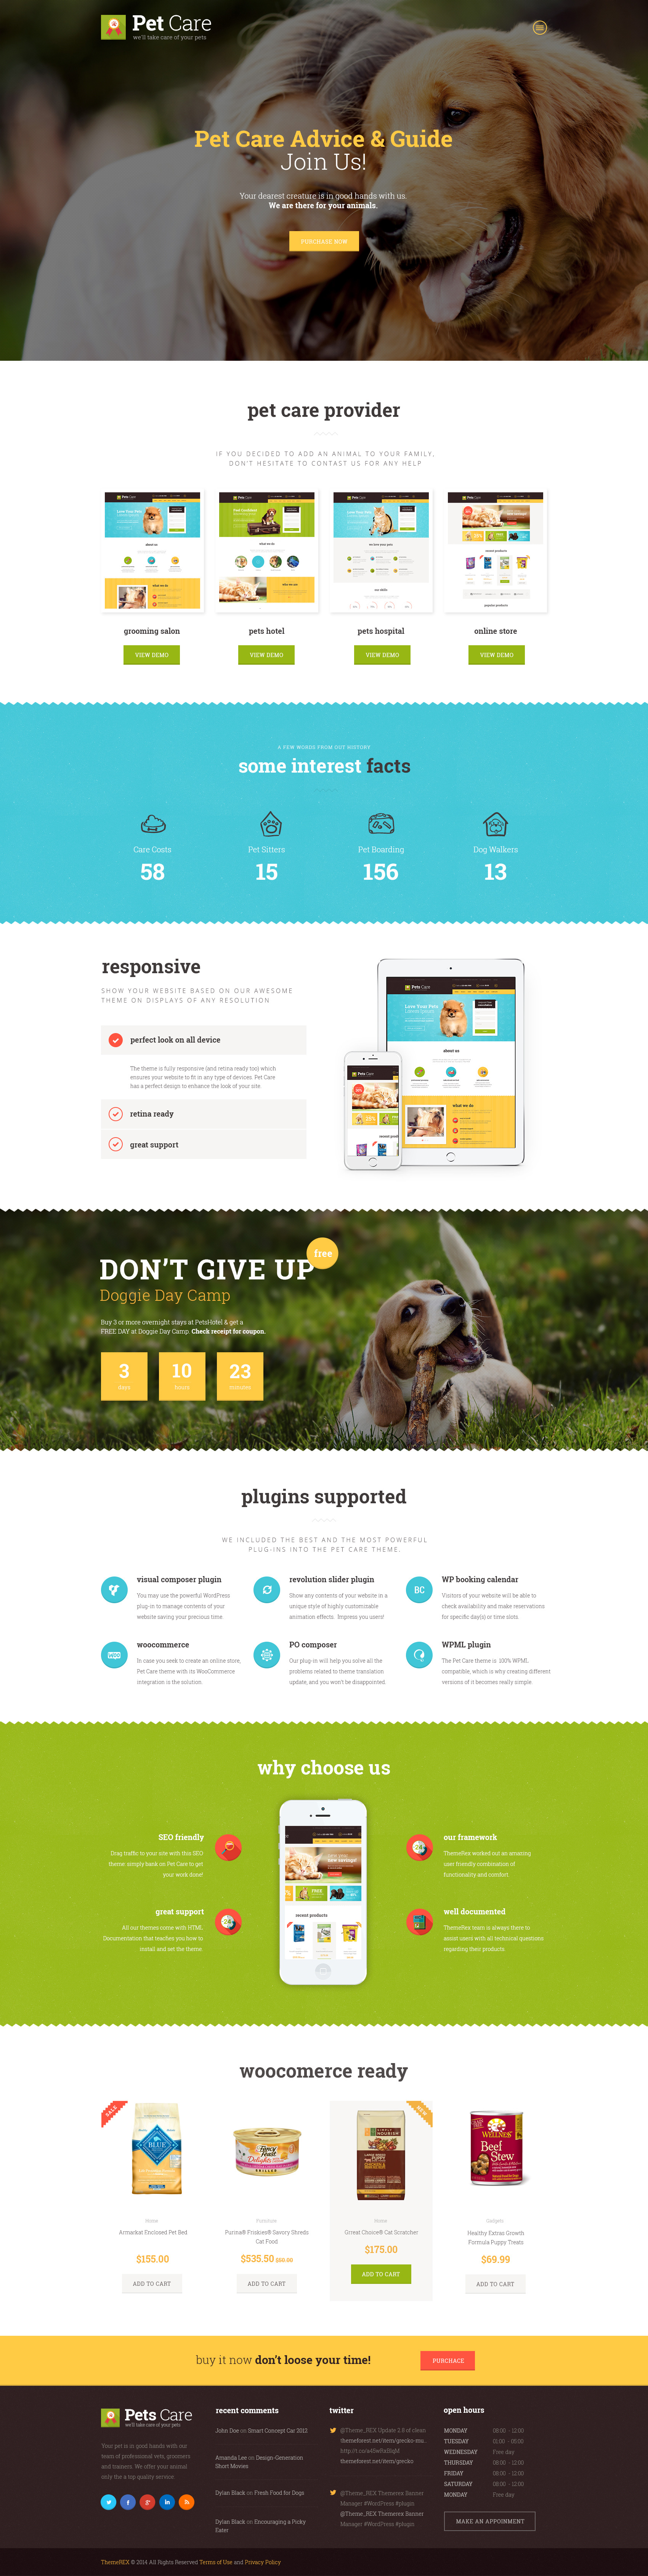 Pet Care
we'll take care of your pets
Pet Care Advice & Guide
Join Us!
Your dearest creature is in good hands with us.
We are there for your animals.
PURCHASE NOW
pet care provider
IF YOU DECIDED TO ADD AN ANIMAL TO YOUR FAMILY,
DON'T HESITATE TO CONTAST US FOR ANY HELP
grooming salon
pets hotel
pets hospital
online store
VIEW DEMO
VIEW DEMO
VIEW DEMO
VIEW DEMO
A FEW WORDS FROM OUT HISTORY
some interest facts
Care Costs
Pet Sitters
Pet Boarding
Dog Walkers
58
15
156
13
responsive
SHOW YOUR WEBSITE BASED ON OUR AWESOME
THEME ON DISPLAYS OF ANY RESOLUTION
perfect look on all device
The theme is fully responsive (and retina ready too) which
ensures your website to fit in any type of devices. Pet Care
has a perfect design to enhance the look of your site.
retina ready
great support
free
DON'T GIVE UP
Doggie Day Camp
Buy 3 or more overnight stays at PetsHotel & get a
FREE DAY at Doggie Day Camp. Check receipt for coupon.
3
days
10
hours
23
minutes
plugins supported
WE INCLUDED THE BEST AND THE MOST POWERFUL
PLUG-INS INTO THE PET CARE THEME.
visual composer plugin
You may use the powerful WordPress
plug-in to manage contents of your
website saving your precious time.
revolution slider plugin
Show any contents of your website in a
unique style of highly customizable
animation effects. Impress you users!
BC
WP booking calendar
Visitors of your website will be able to
check availability and make reservations
for specific day(s) or time slots.
woo
woocommerce
In case you seek to create an online store,
Pet Care theme with its WooCommerce
integration is the solution.
PO composer
Our plug-in will help you solve all the
problems related to theme translation
update, and you won't be disappointed.
WPML plugin
The Pet Care theme is 100% WPML-
compatible, which is why creating different
versions of it becomes really simple.
why choose us
SEO friendly
Drag traffic to your site with this SEO
theme: simply bank on Pet Care to get
your work done!
our framework
ThemeRex worked out an amazing
user friendly combination of
functionality and comfort.
great support
All our themes come with HTML
Documentation that teaches you how to
install and set the theme.
well documented
ThemeRex team is always there to
assist users with all technical questions
regarding their products
recent products
woocomerce ready
SALE
BLUE
Fancy Feast
Delights
GRILLED
SIMPLY NOURISH
NEW
WELLNESS
Beef Stew
Home
Armarkat Enclosed Pet Bed
$155.00
ADD TO CART
Furniture
Purina® Friskies® Savory Shreds
Cat Food
$535.50 $50.00
ADD TO CART
Home
Grreat Choice® Cat Scratcher
$175.00
ADD TO CART
Gadgets
Healthy Extras Growth
Formula Puppy Treats
$69.99
ADD TO CART
buy it now don't loose your time!
PURCHACE
Pets Care
we'll take care of your pets
Your pet is in good hands with our
team of professional vets, groomers
and trainers. We offer your animal
only the a top quality service.
recent comments
John Doe on Smart Concept Car 2013
Amanda Lee on Design-Generation
Short Movies
Dylan Black on Fresh Food for Dogs
Dylan Black on Encouraging a Picky
Eater
twitter
@Theme_REX Update 2.8 of clean
themeforest.net/item/grecko-mu...
themeforest.net/item/grecko
@Theme_REX Themerex Banner
Manager #WordPress #plugin
@Theme_REX Themerex Banner
Manager #WordPress #plugin
open hours
MONDAY 08:00 - 12:00
TUESDAY 01:00 - 05:00
WEDNESDAY Free day
THURSDAY 08:00 - 12:00
FRIDAY 08:00 - 12:00
SATURDAY 08:00 - 12:00
MONDAY Free day
MAKE AN APPOINMENT
ThemeREX © 2014 All Rights Reserved Terms of Use and Privacy Policy